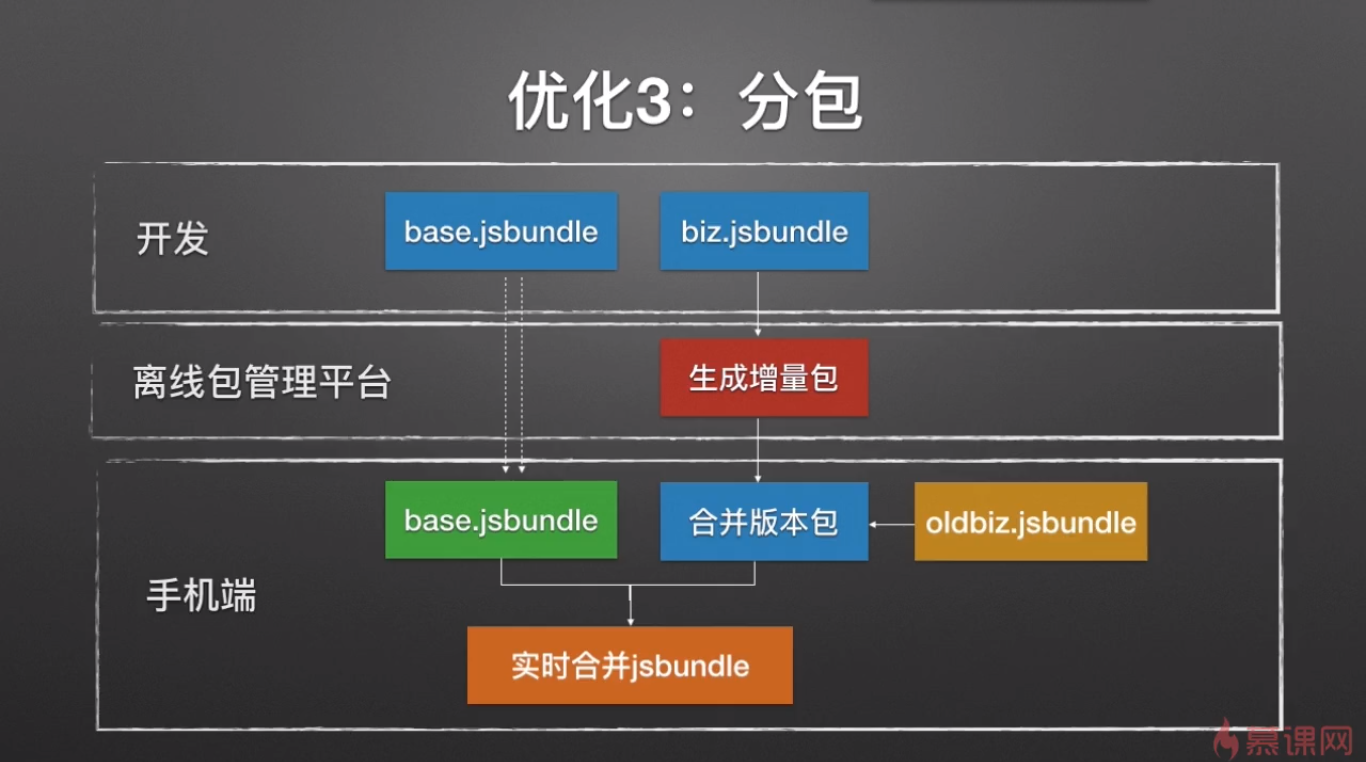 优化3：分包
开发
base.jsbundle
biz.jsbundle
离线包管理平台
生成增量包
手机端
base.jsbundle
合并版本包
oldbiz.jsbundle
实时合并jsbundle
慕课网